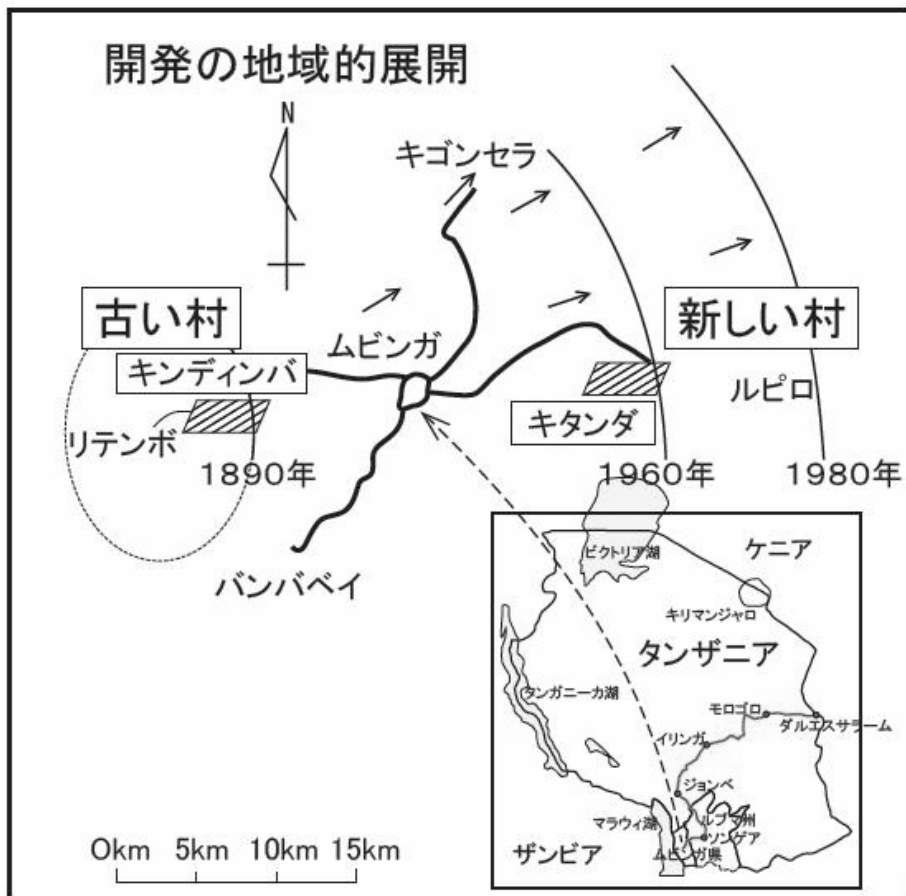 開発の地域的展開
N
キゴンセラ
古い村
新しい村
ムビンガ
キンディンバ
ルピロ
リテンボ
キタンダ
1890年
1960年
1980年
バンバベイ
ビクトリア湖
ケニア
キリマンジャロ
タンザニア
タンガニーカ湖
モロゴロ
ダルエスサラーム
イリンガ
ジョンベ
マラウィ湖
ルブマ州
ソンゲア
ザンビア
ムビンガ県
0km 5km 10km 15km